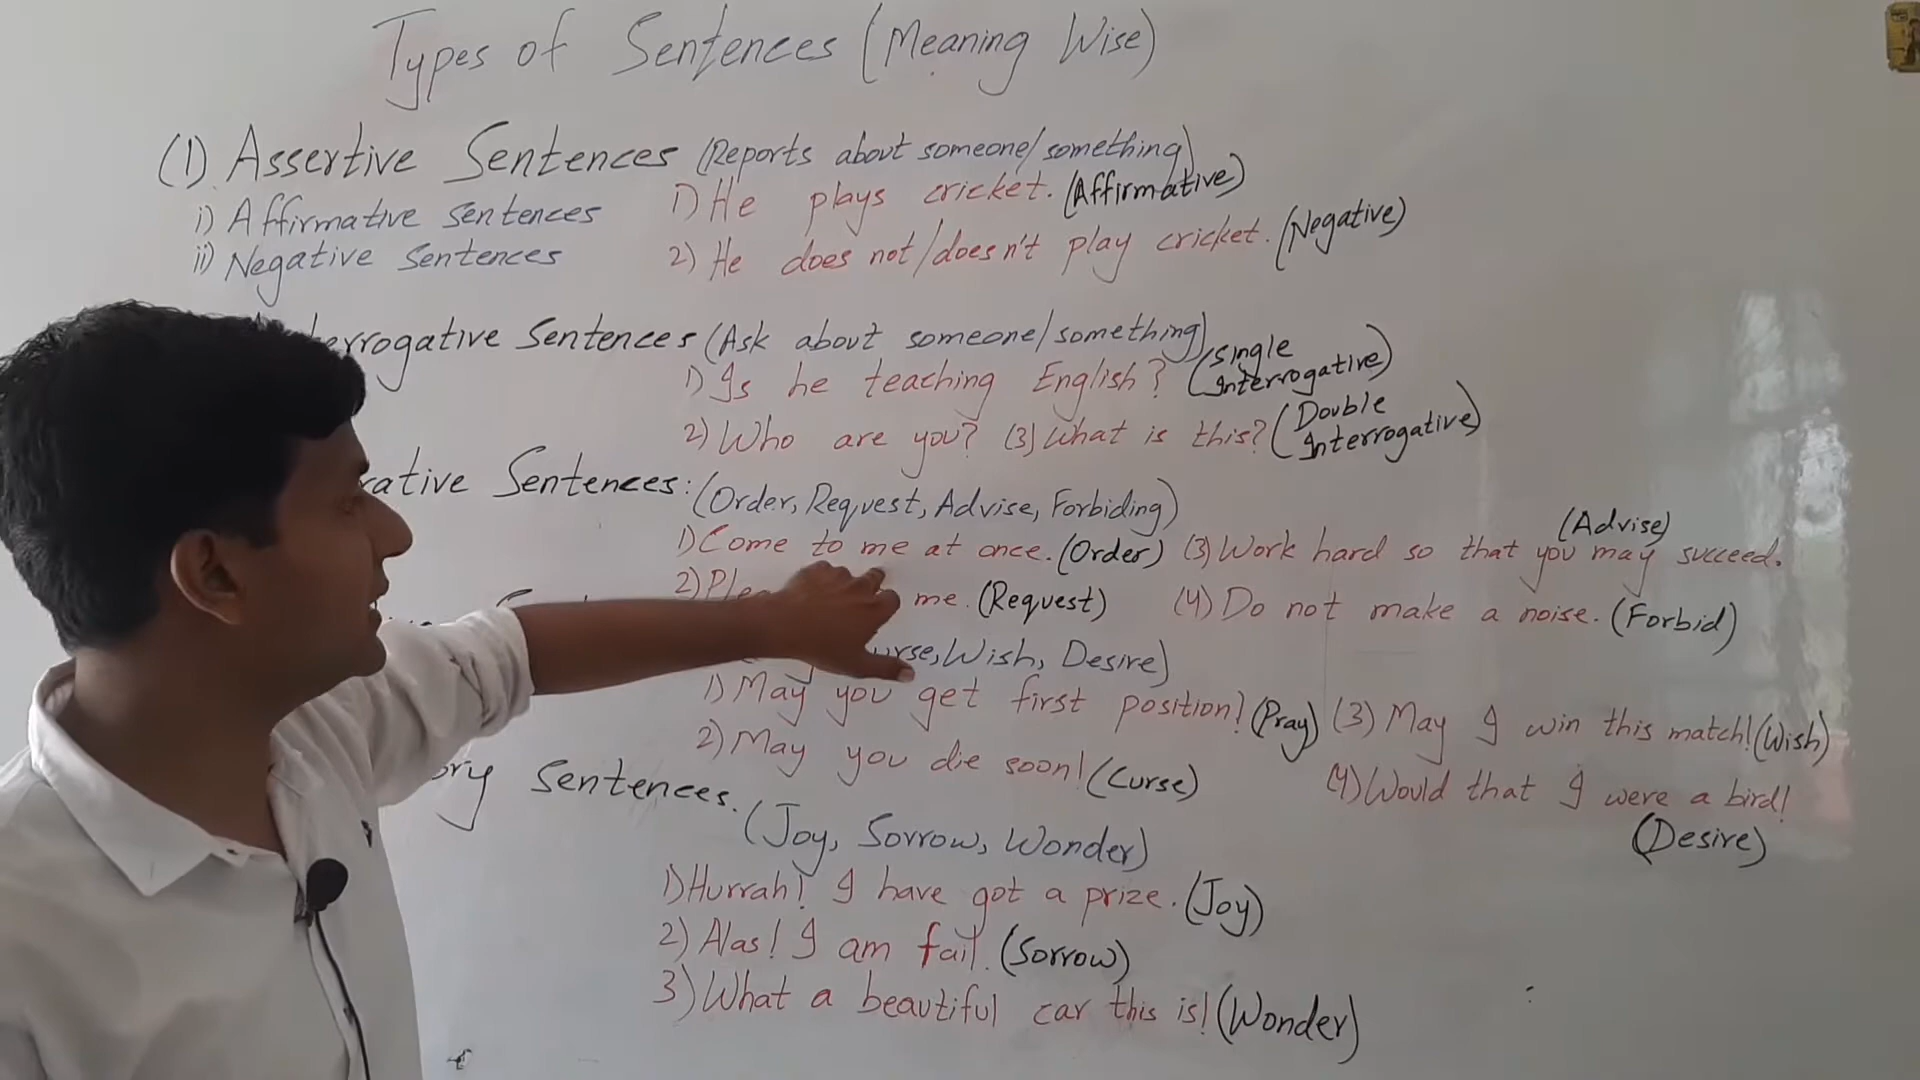 Types of Sentences (Meaning Wise)
(1) Assertive Sentences (Reports about someone/something)
i) Affirmative sentences
1) He plays cricket. (Affirmative)
ii) Negative sentences
2) He does not/doesn't play cricket. (Negative)
Sentences (Ask about someone/something)
1) Is he teaching English? (Single Interrogative)
2) Who are you? (3) What is this? (Double Interrogative)
Sentences: (Order, Request, Advise, Forbiding)
1) Come to me at once. (Order) (3) Work hard so that you may succeed. (Advise)
2) me. (Request) (4) Do not make a noise. (Forbid)
Wish, Desire)
1) May you get first position! (Pray) (3) May I win this match! (Wish)
2) May you die soon! (Curse) (4) Would that I were a bird! (Desire)
Sentences.
(Joy, Sorrow, Wonder)
1) Hurrah! I have got a prize. (Joy)
2) Alas! I am fail. (Sorrow)
3) What a beautiful car this is! (Wonder)